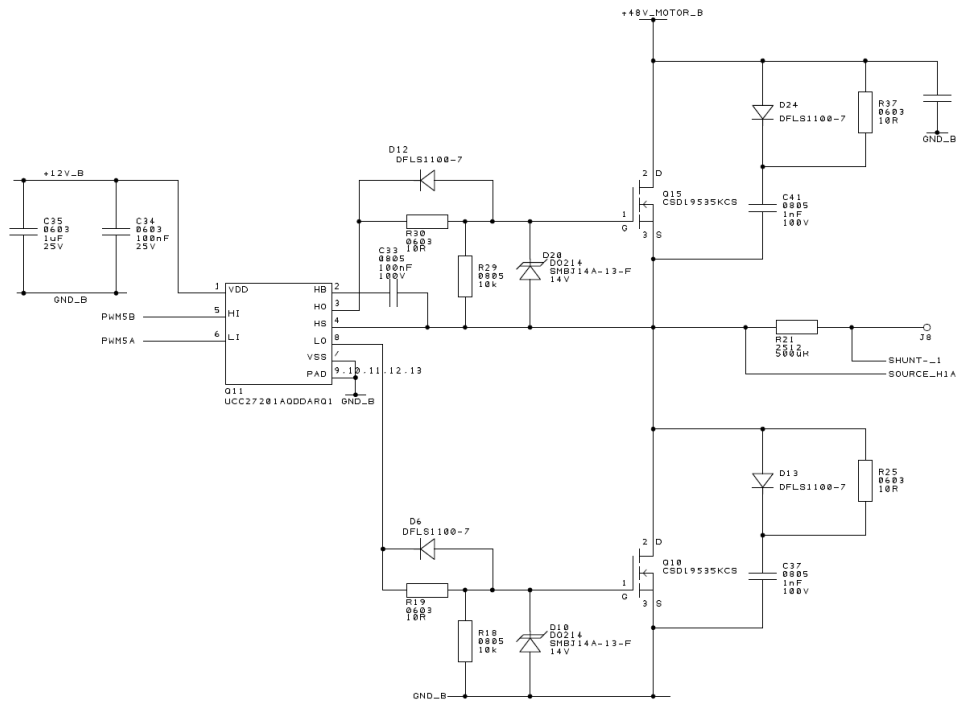 +48V_MOTOR_B
D24
DFLS1100-7
R37
0603
10R
GND_B
D12
DFLS1100-7
+12V_B
C35
0603
1uF
25V
C34
0603
100nF
25V
GND_B
R30
0603
10R
C33
0805
100nF
100V
R29
0805
10k
D20
DO214
SMBJ14A-13-F
14V
2 D
Q15
CSD19535KCS
1
G
3 S
C41
0805
1nF
100V
1 VDD
HB 2
HO 3
PWM5B
5 HI
HS 4
PWM5A
6 LI
LO 8
VSS 7
PAD 9.10.11.12.13
Q11
UCC27201AQDDARQ1
GND_B
R21
2512
500uR
J8
SHUNT-_1
SOURCE_H1A
D13
DFLS1100-7
R25
0603
10R
D6
DFLS1100-7
R19
0603
10R
R18
0805
10k
D10
DO214
SMBJ14A-13-F
14V
2 D
Q10
CSD19535KCS
1
G
3 S
C37
0805
1nF
100V
GND_B